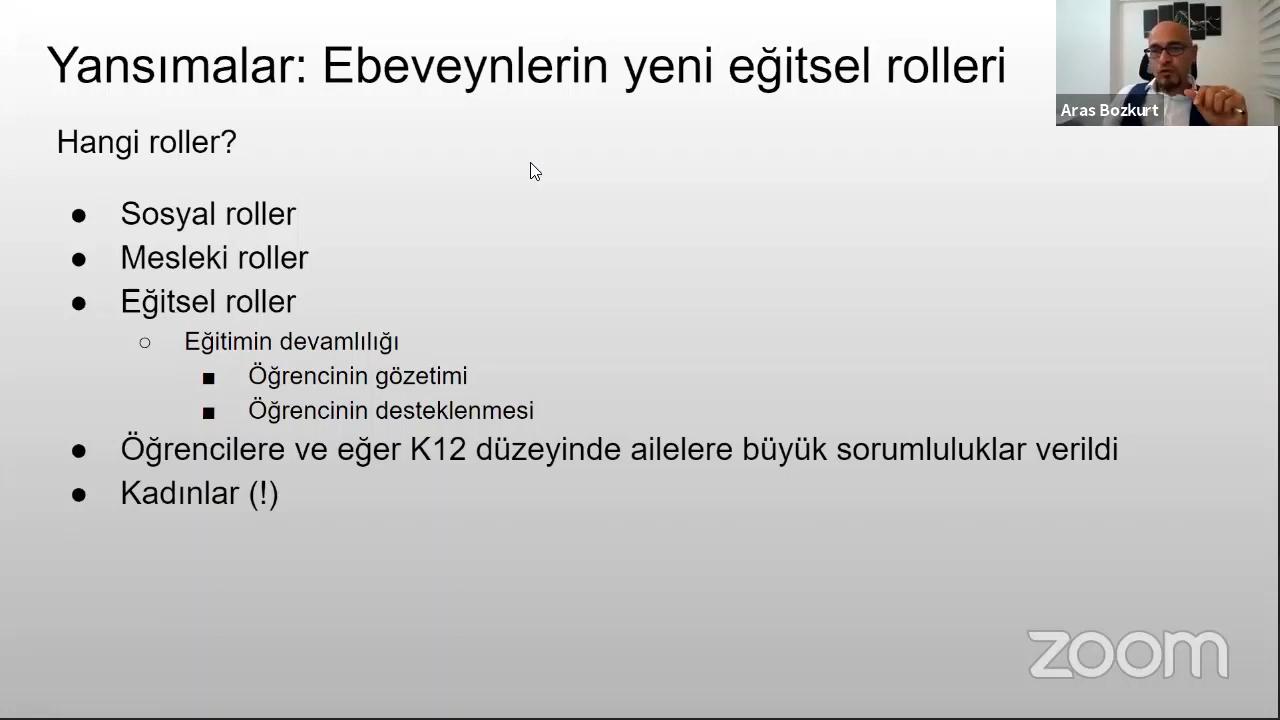 Yansımalar: Ebeveynlerin yeni eğitsel rolleri
Aras Bozkurt
Hangi roller?
● Sosyal roller
● Mesleki roller
● Eğitsel roller
○ Eğitimin devamlılığı
■ Öğrencinin gözetimi
■ Öğrencinin desteklenmesi
● Öğrencilere ve eğer K12 düzeyinde ailelere büyük sorumluluklar verildi
● Kadınlar (!)
zoom